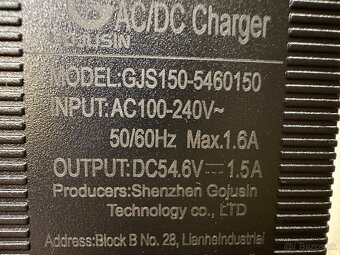 AC/DC Charger
GOJUSIN
MODEL:GJS150-5460150
INPUT:AC100-240V~
50/60Hz Max.1.6A
OUTPUT:DC54.6V⎓1.5A
Producers:Shenzhen Gojusin
Technology co., LTD
Address:Block B No. 28, LianheIndustrial